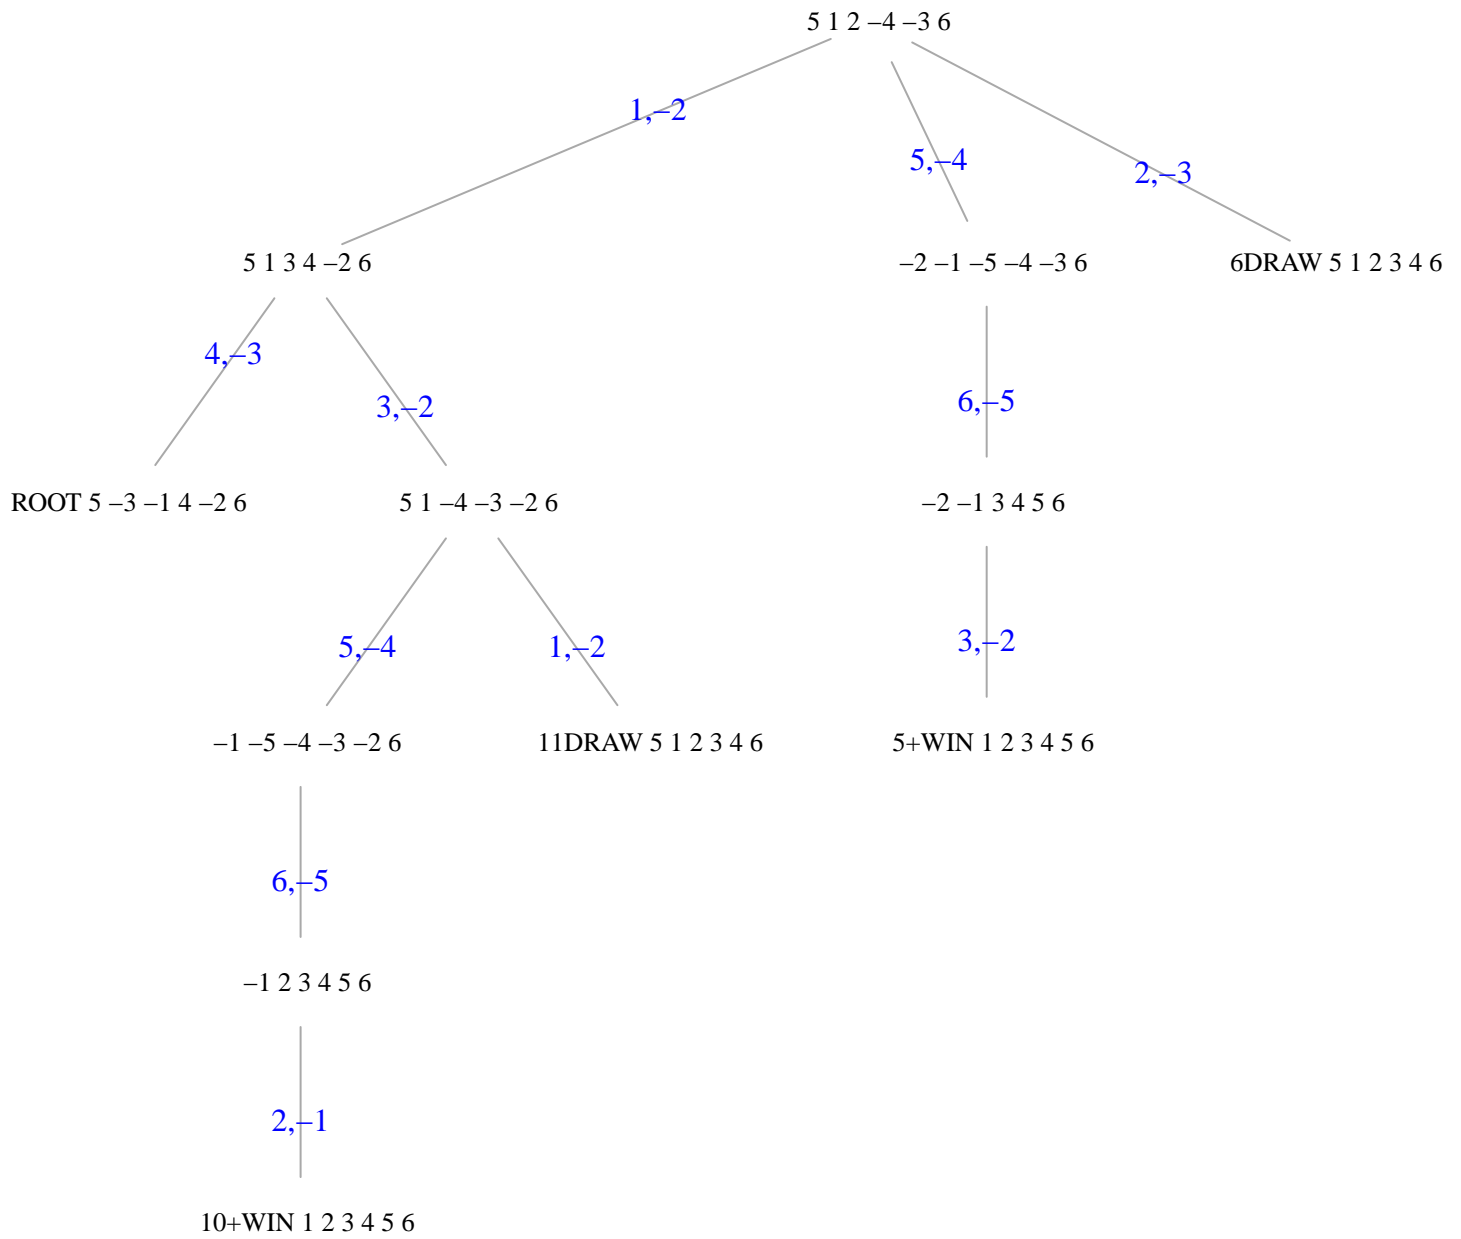 5 1 2 –4 –3 6
1,–2
5,–4
2,–3
5 1 3 4 –2 6
–2 –1 –5 –4 –3 6
6DRAW 5 1 2 3 4 6
4,–3
3,–2
6,–5
ROOT 5 –3 –1 4 –2 6
5 1 –4 –3 –2 6
–2 –1 3 4 5 6
5,–4
1,–2
3,–2
–1 –5 –4 –3 –2 6
11DRAW 5 1 2 3 4 6
5+WIN 1 2 3 4 5 6
6,–5
–1 2 3 4 5 6
2,–1
10+WIN 1 2 3 4 5 6